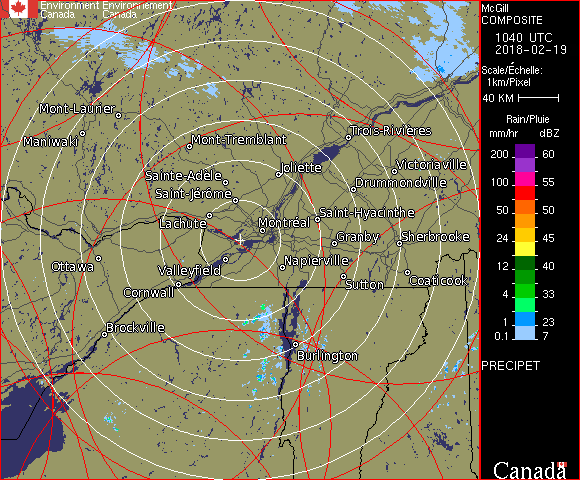 Environment Environnement
Canada Canada
McGill
COMPOSITE
1040 UTC
2018-02-19
Scale/Échelle:
1km/Pixel
40 KM
Rain/Pluie
mm/hr dBZ
200 60
100 55
50 50
24 45
12 40
4 33
1 23
0.1 7
PRECIPET
Canada
Mont-Laurier
Maniwaki
Mont-Tremblant
Trois-Rivières
Sainte-Adèle
Joliette
Victoriaville
Saint-Jérôme
Drummondville
Lachute
Montréal
Saint-Hyacinthe
Granby
Sherbrooke
Ottawa
Valleyfield
Napierville
Cornwall
Sutton
Coaticook
Brockville
Burlington